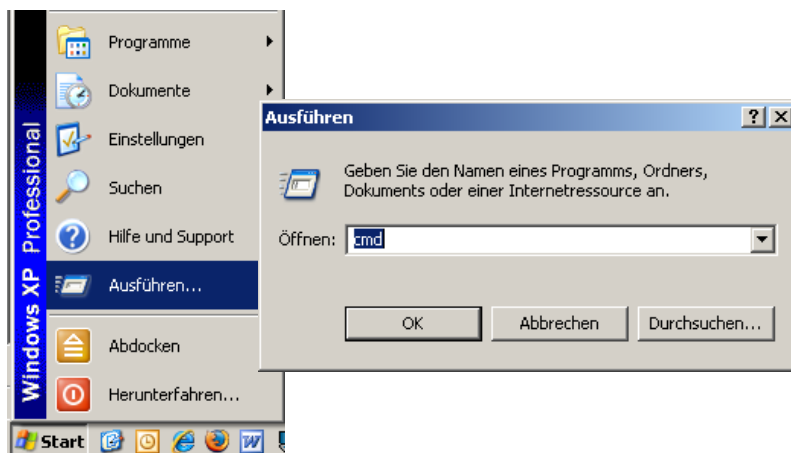 Programme
Dokumente
Einstellungen
Suchen
Hilfe und Support
Ausführen...
Abdocken
Herunterfahren...
Windows XP Professional
Start
Ausführen
Geben Sie den Namen eines Programms, Ordners,
Dokuments oder einer Internetressource an.
Öffnen: cmd
OK Abbrechen Durchsuchen...